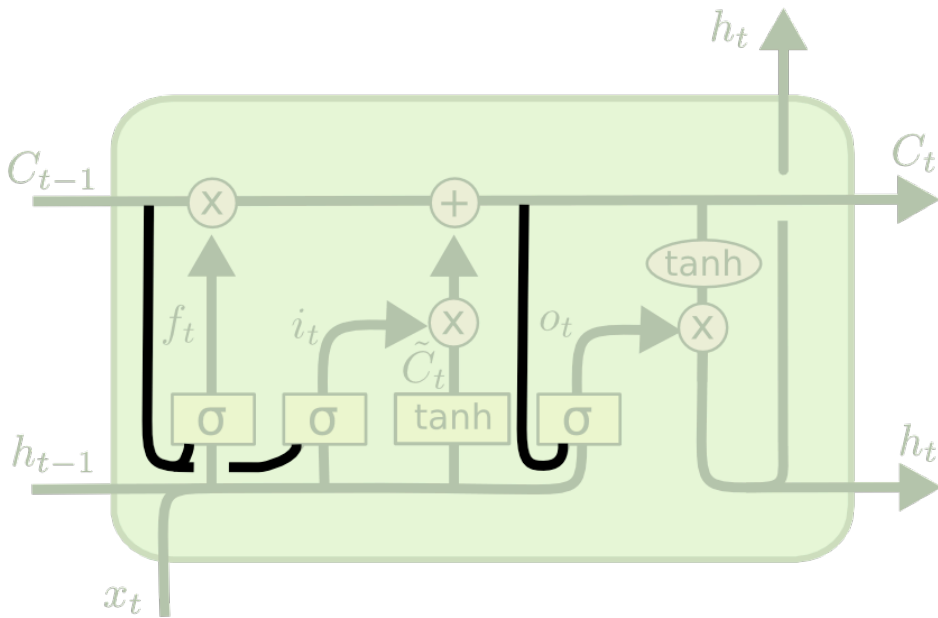 h_t
C_{t-1}
C_t
x
+
tanh
f_t
i_t
x
o_t
x
C̃_t
σ
σ
tanh
σ
h_{t-1}
h_t
x_t